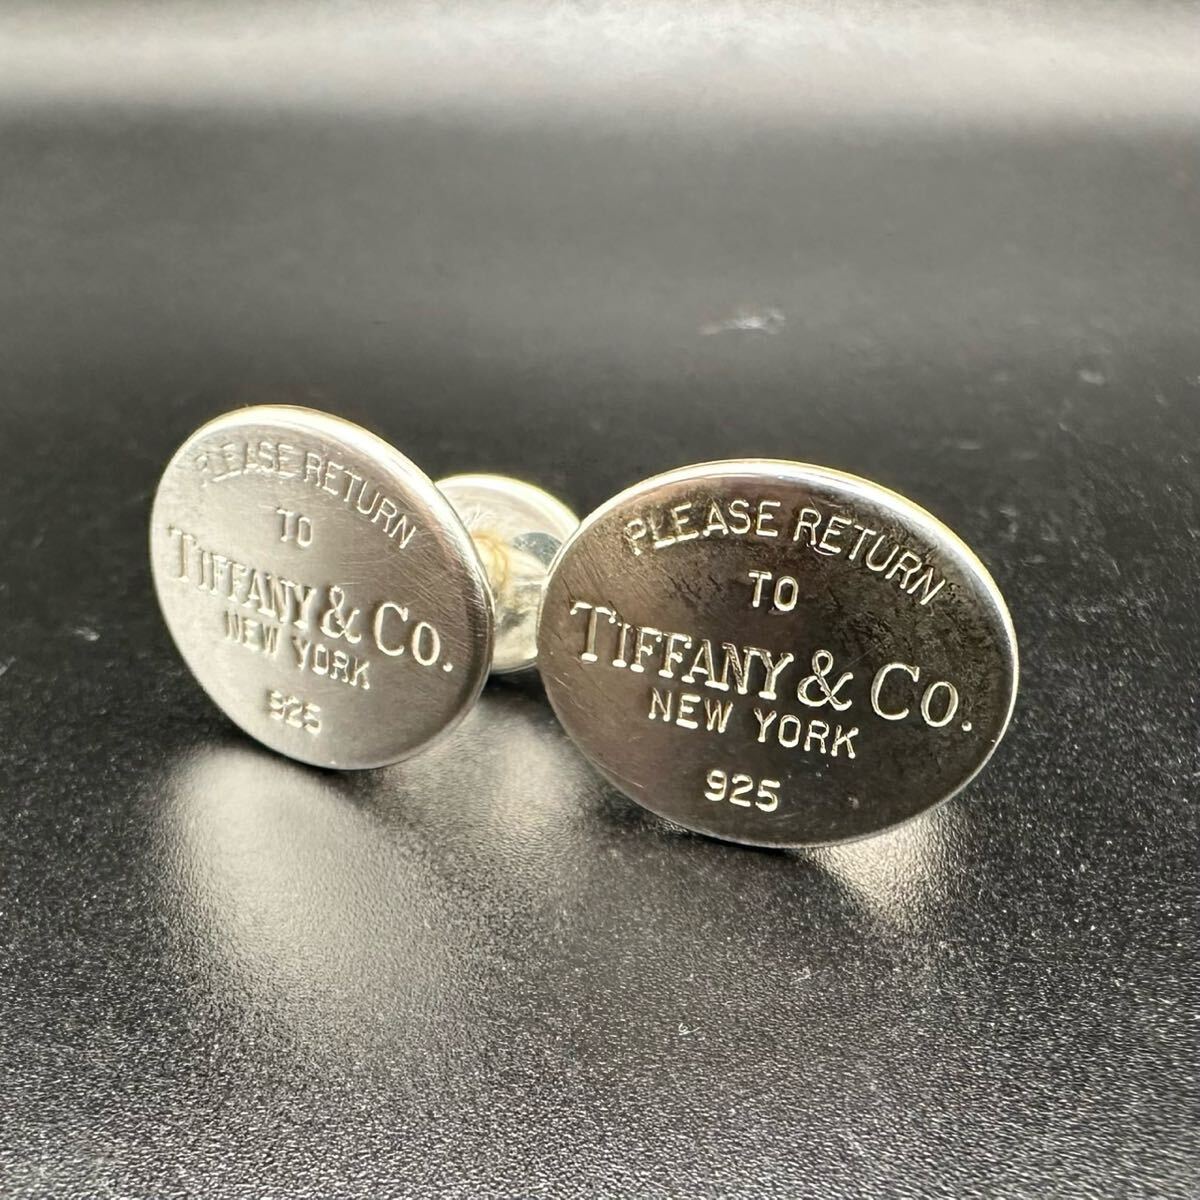 PLEASE RETURN
TO
TIFFANY & CO.
NEW YORK
925
PLEASE RETURN
TO
TIFFANY & CO.
NEW YORK
925